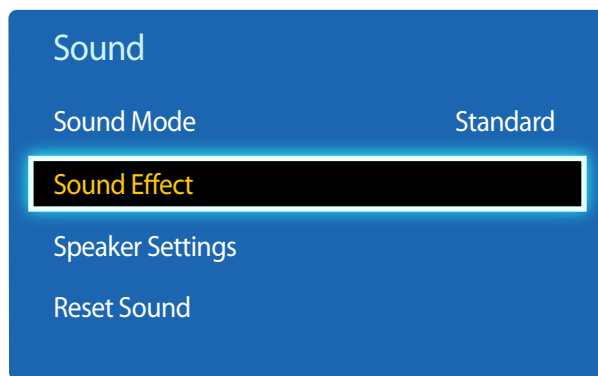 Sound
Sound Mode Standard
Sound Effect
Speaker Settings
Reset Sound